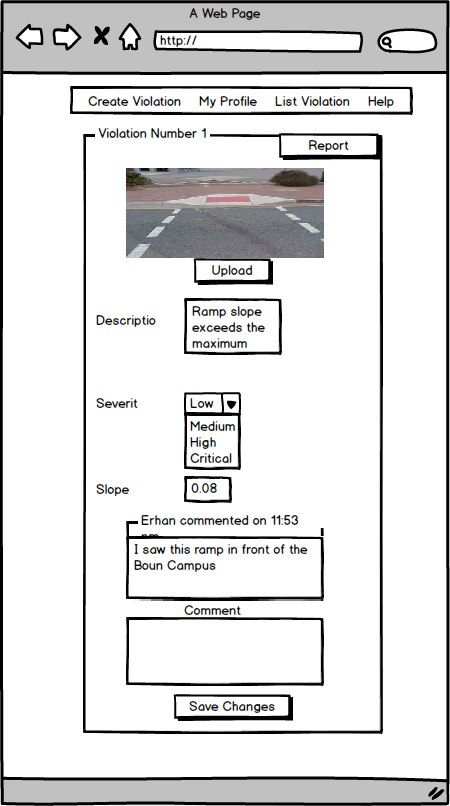 A Web Page
http://
Create Violation My Profile List Violation Help
Violation Number 1
Report
Upload
Descriptio
Ramp slope
exceeds the
maximum
Severit
Low
Medium
High
Critical
Slope
0.08
Erhan commented on 11:53
pm
I saw this ramp in front of the
Boun Campus
Comment
Save Changes